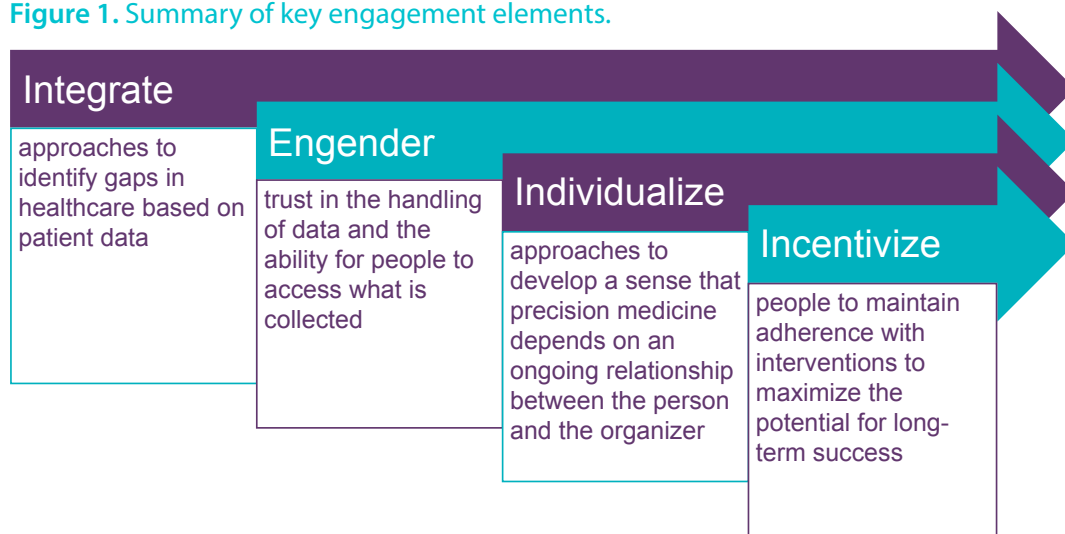 Figure 1. Summary of key engagement elements.
Integrate
approaches to
identify gaps in
healthcare based on
patient data
Engender
trust in the handling
of data and the
ability for people to
access what is
collected
Individualize
approaches to
develop a sense that
precision medicine
depends on an
ongoing relationship
between the person
and the organizer
Incentivize
people to maintain
adherence with
interventions to
maximize the
potential for long-
term success